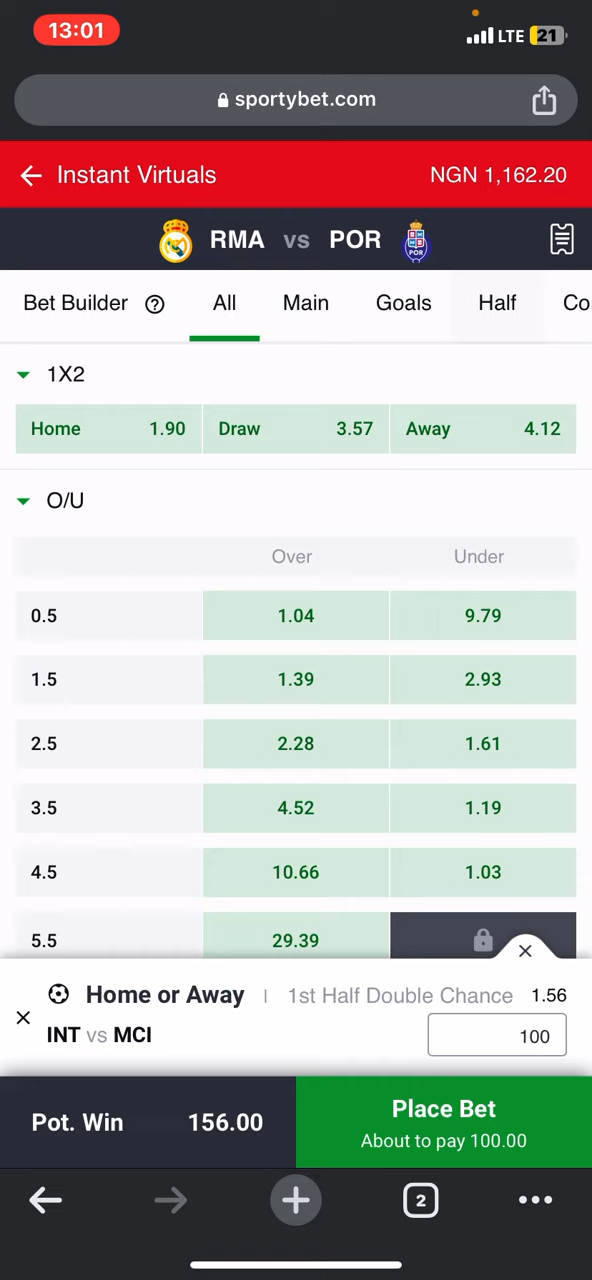 13:01
LTE 21
sportybet.com
Instant Virtuals NGN 1,162.20
RMA vs POR POR
Bet Builder ? All Main Goals Half Co
1X2
Home 1.90 Draw 3.57 Away 4.12
O/U
Over Under
0.5 1.04 9.79
1.5 1.39 2.93
2.5 2.28 1.61
3.5 4.52 1.19
4.5 10.66 1.03
5.5 29.39
Home or Away | 1st Half Double Chance 1.56
INT vs MCI 100
Pot. Win 156.00 Place Bet
About to pay 100.00
2